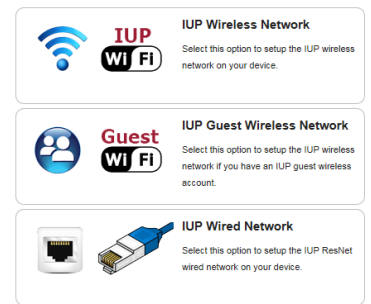 IUP
Wi Fi
IUP Wireless Network
Select this option to setup the IUP wireless
network on your device.
Guest
Wi Fi
IUP Guest Wireless Network
Select this option to setup the IUP wireless
network if you have an IUP guest wireless
account.
IUP Wired Network
Select this option to setup the IUP ResNet
wired network on your device.